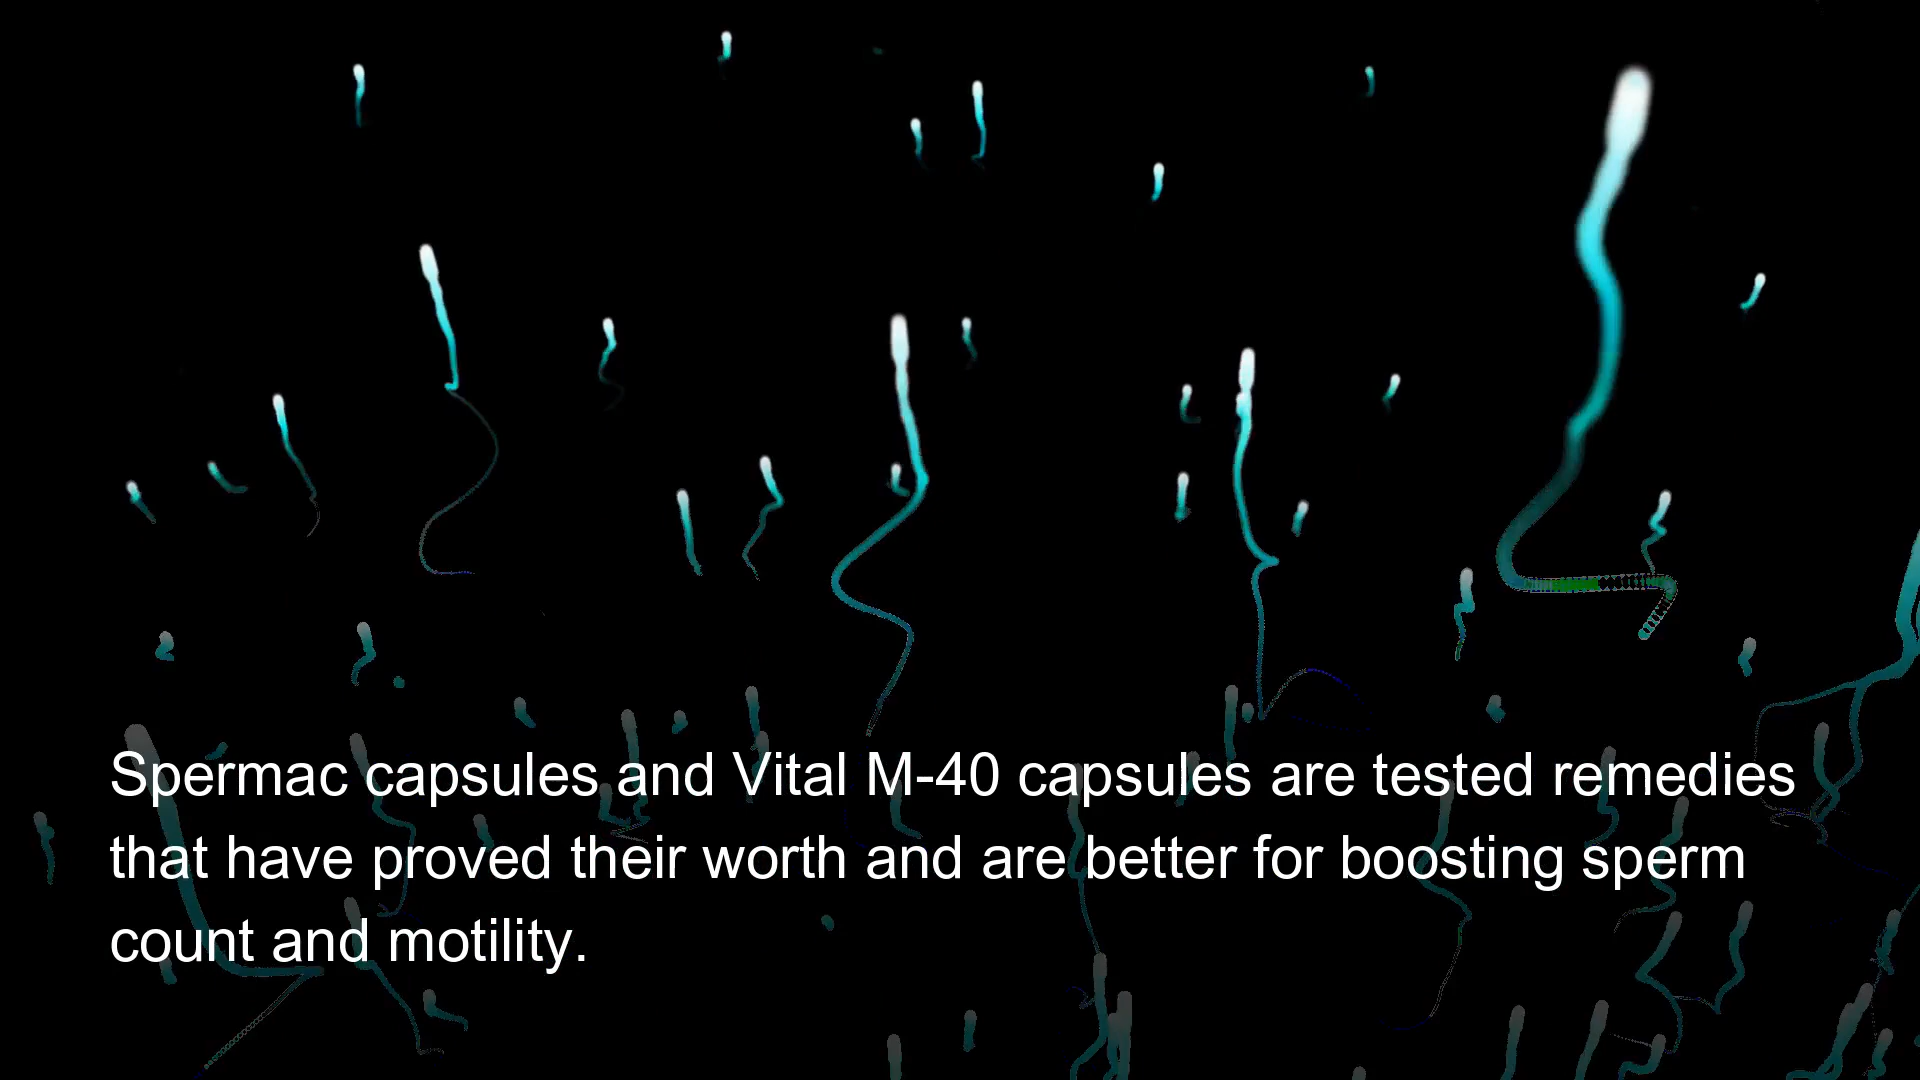 Spermac capsules and Vital M-40 capsules are tested remedies
that have proved their worth and are better for boosting sperm
count and motility.